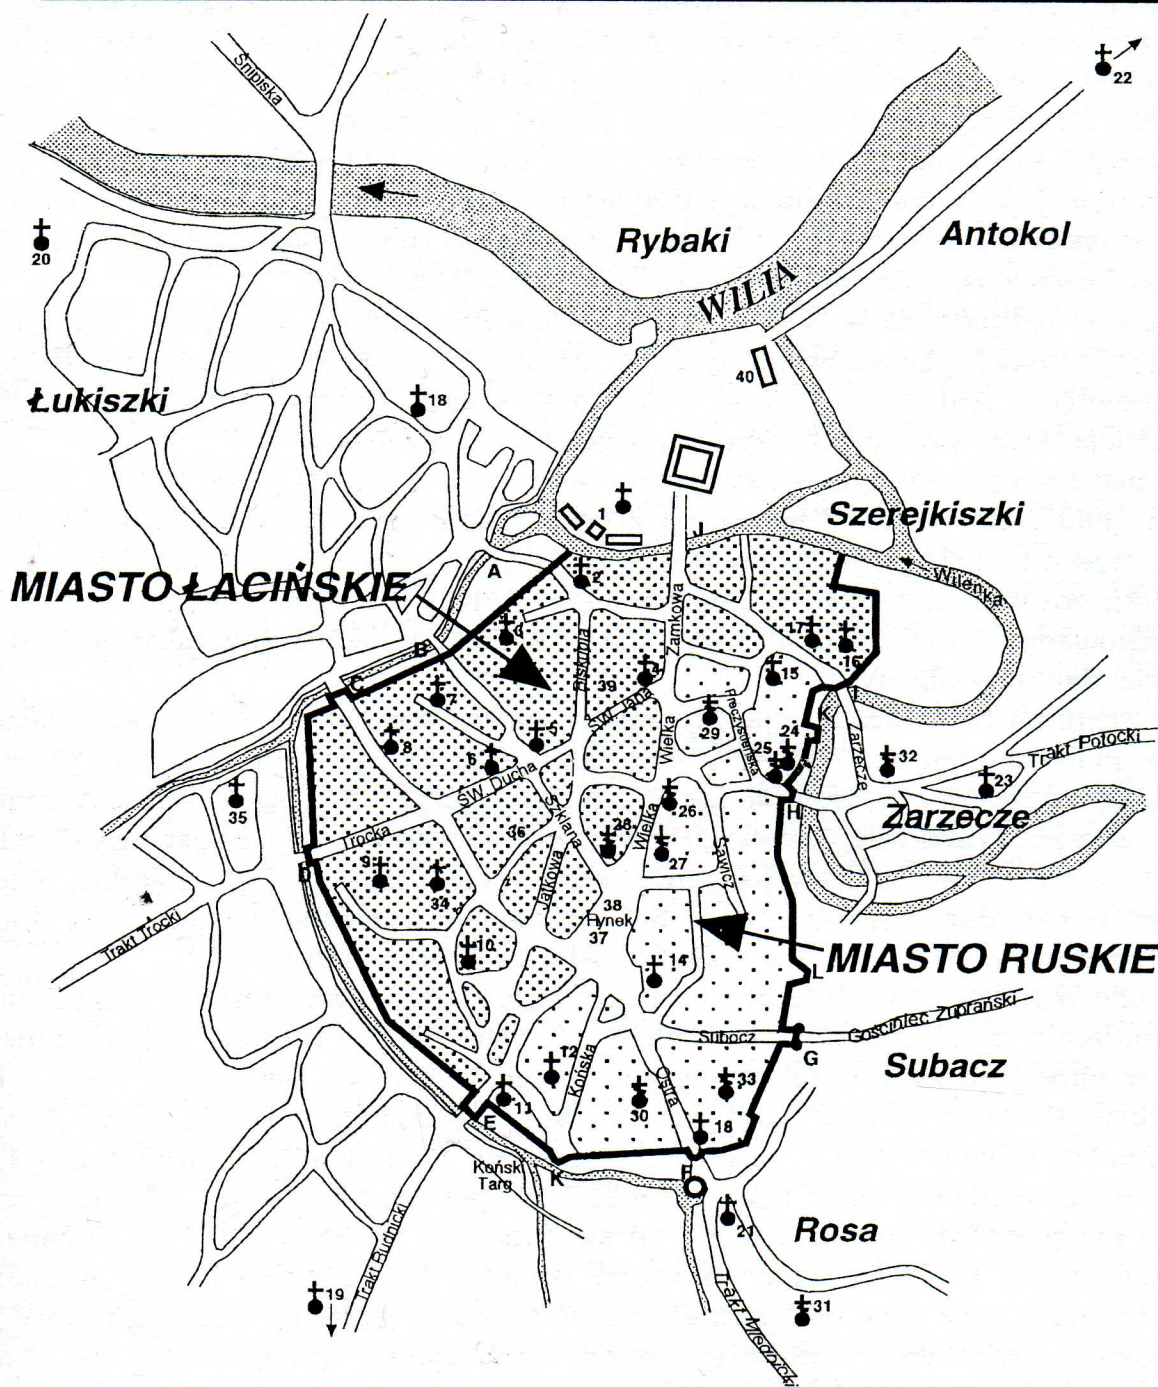 Śnipiska
22
Rybaki
Antokol
20
WILIA
40
Łukiszki
18
1
Szerejkiszki
J
A
2
MIASTO ŁACIŃSKIE
Wilenka
3
17
16
B
Biskubia
Zamkowa
4
15
C
7
39
I
K
Św. Jana
Preczystieńska
29
5
8
Wielka
24
Zarzecze
6
25
32
Trakt Połocki
Św. Ducha
23
35
H
Zarzecze
Szklana
26
28
Wielka
36
Trocka
27
Sawicz
9
D
34
Jatkowa
38
Rynek
37
Trakt Trocki
10
14
MIASTO RUSKIE
L
Gościniec Zuprański
Subocz
G
Subacz
12
Końska
Ostra
33
11
30
18
E
Końsk
Targ
K
F
21
Rosa
Trakt Rudnicki
19
31
Trakt Miednicki